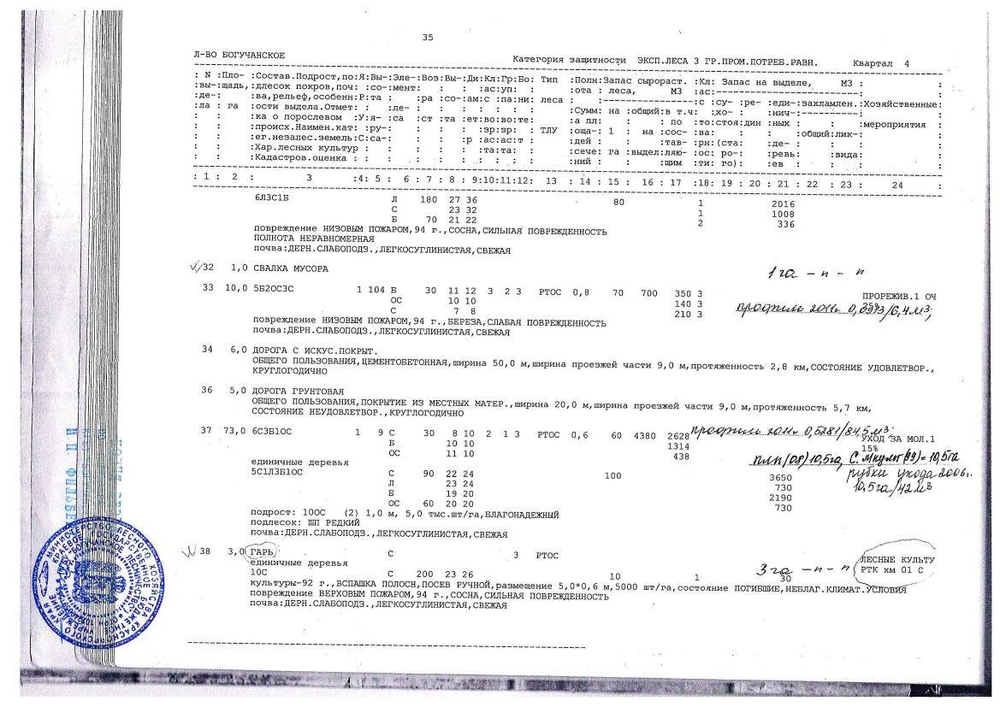 35
Л-ВО БОГУЧАНСКОЕ Категория защитности ЭКСП.ЛЕСА 3 ГР.ПРОМ.ПОТРЕБ.РАВН. Квартал 4
: N :Пло- :Состав.Подрост,по:Я:Вы-:Эле-:Воз:Вы-:Ди:Кл:Гр:Бо: Тип :Полн:Запас сырораст. :Кл: Запас на выделе, М3 : :
:вы-:щадь,:длесок покров,поч: :со-:мент: : : :ас:уп: : :ота : леса, М3 :ас:
:де-: :ва,рельеф,особенн:Р:та : :ра :со-:ам:с :па:ни: леса : : :с :су- : ре- :еди-:захламлен.:Хозяйственные:
:ла : га :ости выдела.Отмет: : :ле- : : : : : : : :Сумм: на :общий:в т.ч: :хо- : :нич-: : :
: : :ка о порослевом :У:я- :са :ст :та :ет:во:во:те: :а пл: : : по :то:стоя:дин :ных : : :мероприятия :
: : :происх.Наимен.кат: :ру-: : : : :эр:эр: : ТЛУ :оща-: 1 : на :сос-:ва: : : :общий:лик-: :
: : :ег.незалес.земель:С:са-: : : :р :ас:ас:т : :дей : : :тав-:рн:(ста: :де- : : : :
: : :Хар.лесных культур : : : : : : :та:та: : :сече: га :выдел:ляю-:ос: ро-: :ревь: :вида: :
: : :Кадастров.оценка : : : : : : : : : : : :ний : : : щим :ти: го): :ев : : : :
: 1 : 2 : 3 :4: 5 : 6 : 7 : 8 : 9:10:11:12: 13 : 14 : 15 : 16 : 17 :18: 19 : 20 : 21 : 22 : 23 : 24 :
6Л3С1Б Л 180 27 36 80 1 2016
С 23 32 1 1008
Б 70 21 22 2 336
повреждение НИЗОВЫМ ПОЖАРОМ,94 г.,СОСНА,СИЛЬНАЯ ПОВРЕЖДЕННОСТЬ
ПОЛНОТА НЕРАВНОМЕРНАЯ
почва:ДЕРН.СЛАБОПОДЗ.,ЛЕГКОСУГЛИНИСТАЯ,СВЕЖАЯ
32 1,0 СВАЛКА МУСОРА
1 га - п - п
33 10,0 5Б2ОС3С 1 104 Б 30 11 12 3 2 3 РТОС 0,8 70 700 350 3 ПРОРЕЖИВ.1 ОЧ
ОС 10 10 140 3 25%
С 7 8 210 3 профиль 2011г 0,0973/6,4м3;
повреждение НИЗОВЫМ ПОЖАРОМ,94 г.,БЕРЕЗА,СЛАБАЯ ПОВРЕЖДЕННОСТЬ
почва:ДЕРН.СЛАБОПОДЗ.,ЛЕГКОСУГЛИНИСТАЯ,СВЕЖАЯ
34 6,0 ДОРОГА С ИСКУС.ПОКРЫТ.
ОБЩЕГО ПОЛЬЗОВАНИЯ,ЦЕМЕНТОБЕТОННАЯ,ширина 50,0 м,ширина проезжей части 9,0 м,протяженность 2,8 км,СОСТОЯНИЕ УДОВЛЕТВОР.,
КРУГЛОГОДИЧНО
36 5,0 ДОРОГА ГРУНТОВАЯ
ОБЩЕГО ПОЛЬЗОВАНИЯ,ПОКРЫТИЕ ИЗ МЕСТНЫХ МАТЕР.,ширина 20,0 м,ширина проезжей части 9,0 м,протяженность 5,7 км,
СОСТОЯНИЕ НЕУДОВЛЕТВОР.,КРУГЛОГОДИЧНО
37 73,0 6С3Б1ОС 1 9 С 30 8 10 2 1 3 РТОС 0,6 60 4380 2628 профиль 2011г 0,5281/84,5м3;
Б 10 10 1314 УХОД ЗА МОЛ.1
ОС 11 10 438 15%
единичные деревья плп(08) 10,5га,
5С1Л3Б1ОС С 90 22 24 100 3650 рубки ухода 2006г.
Л 23 24 730 10,5га/42м3
Б 19 20 2190
ОС 60 20 20 730
подрост: 10ОС (2) 1,0 м, 5,0 тыс.шт/га,БЛАГОНАДЕЖНЫЙ
подлесок: ШП РЕДКИЙ
почва:ДЕРН.СЛАБОПОДЗ.,ЛЕГКОСУГЛИНИСТАЯ,СВЕЖАЯ
38 3,0 ГАРЬ С 3 РТОС ЛЕСНЫЕ КУЛЬТУ
единичные деревья 3 га - п - п РТК хм 01 С
10С С 200 23 26 10 1 30
культуры-92 г.,ВСПАШКА ПОЛОСН,ПОСЕВ РУЧНОЙ,размещение 5,0*0,6 м,5000 шт/га,состояние ПОГИБШИЕ,НЕБЛАГ.КЛИМАТ.УСЛОВИЯ
повреждение ВЕРХОВЫМ ПОЖАРОМ,94 г.,СОСНА,СИЛЬНАЯ ПОВРЕЖДЕННОСТЬ
почва:ДЕРН.СЛАБОПОДЗ.,ЛЕГКОСУГЛИНИСТАЯ,СВЕЖАЯ
МИНИСТЕРСТВО ЛЕСНОГО ХОЗЯЙСТВА КРАСНОЯРСКОГО КРАЯ
КРАЕВОЕ ГОСУДАРСТВЕННОЕ БЮДЖЕТНОЕ УЧРЕЖДЕНИЕ
"БОГУЧАНСКОЕ ЛЕСНИЧЕСТВО"